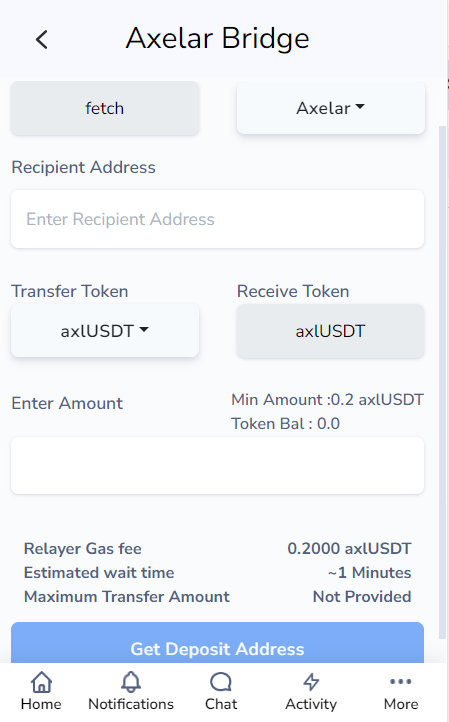 Axelar Bridge
fetch
Axelar
Recipient Address
Enter Recipient Address
Transfer Token
Receive Token
axlUSDT
axlUSDT
Enter Amount
Min Amount :0.2 axlUSDT
Token Bal : 0.0
Relayer Gas fee 0.2000 axlUSDT
Estimated wait time ~1 Minutes
Maximum Transfer Amount Not Provided
Get Deposit Address
Home Notifications Chat Activity More